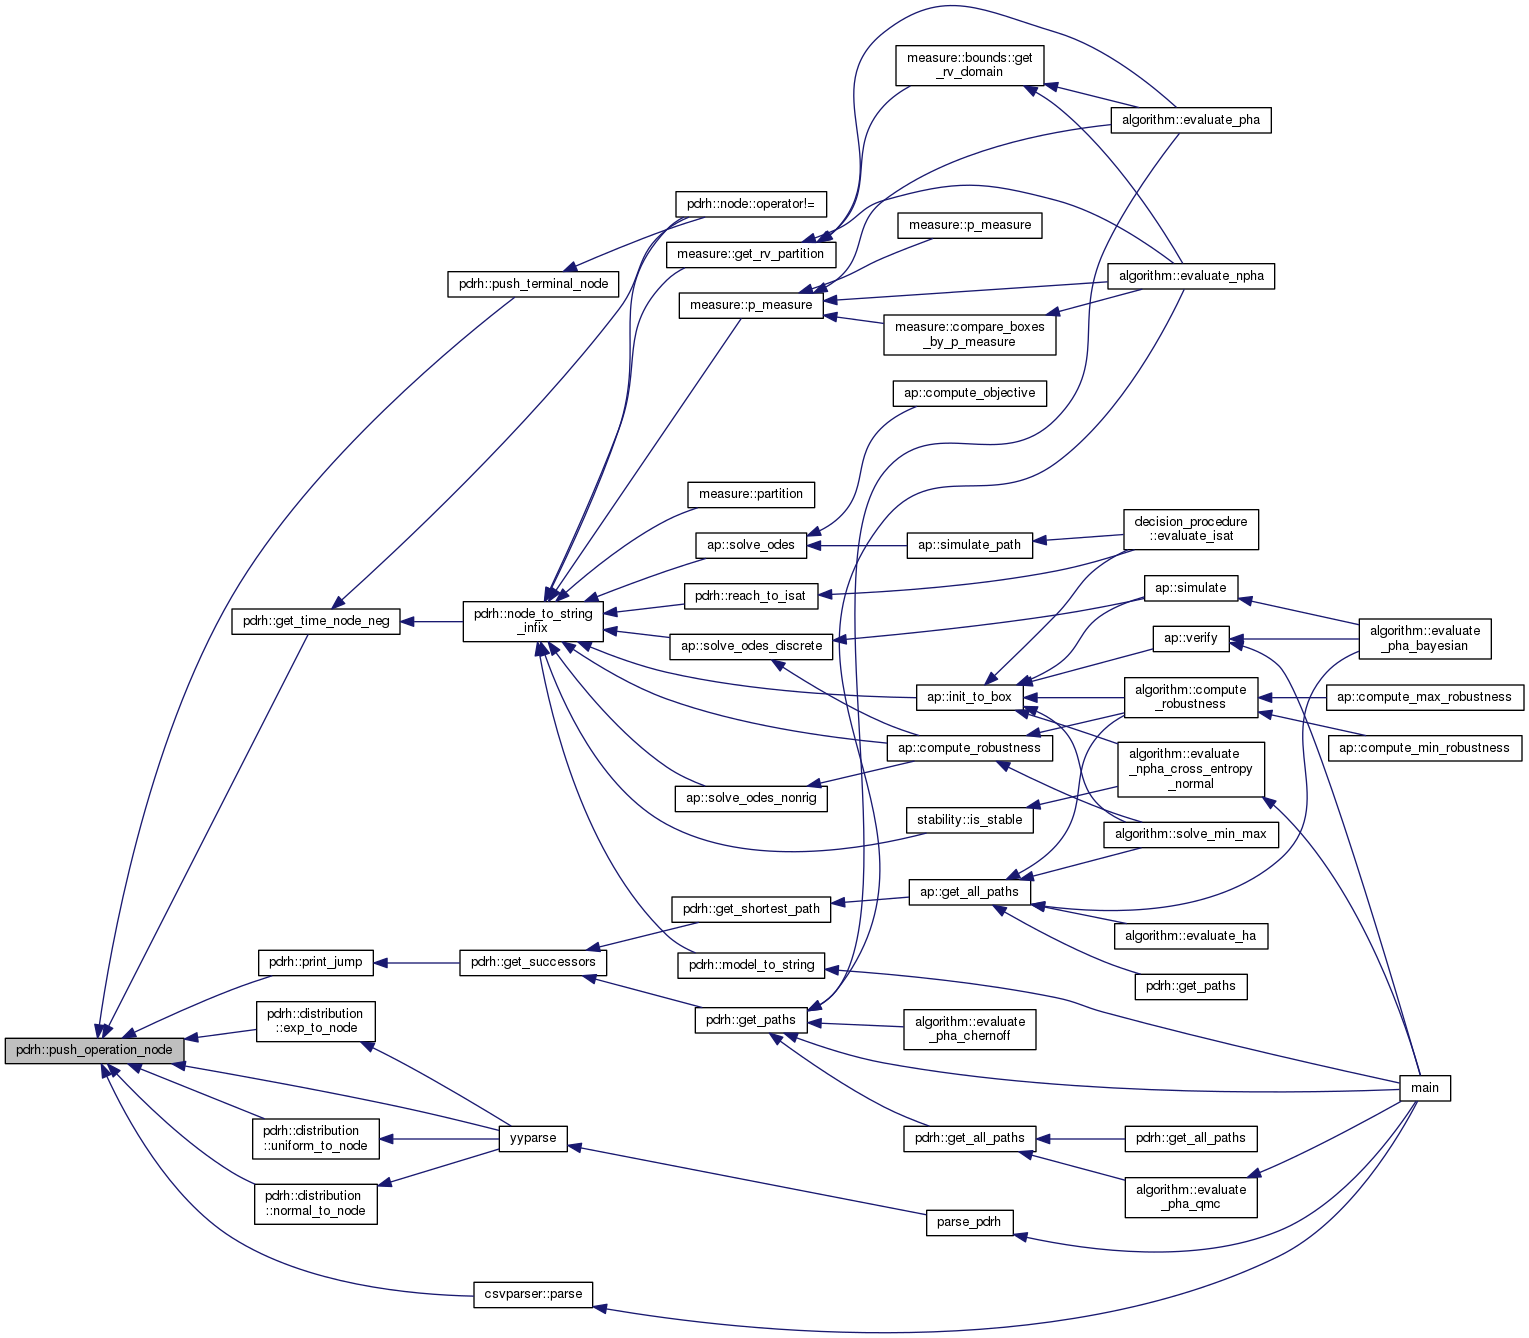 measure::bounds::get
_rv_domain
algorithm::evaluate_pha
pdrh::node::operator!=
measure::p_measure
measure::get_rv_partition
algorithm::evaluate_npha
pdrh::push_terminal_node
measure::p_measure
measure::compare_boxes
_by_p_measure
ap::compute_objective
measure::partition
decision_procedure
::evaluate_isat
ap::solve_odes
ap::simulate_path
ap::simulate
pdrh::reach_to_isat
pdrh::get_time_node_neg
pdrh::node_to_string
_infix
ap::verify
algorithm::evaluate
_pha_bayesian
ap::solve_odes_discrete
ap::init_to_box
algorithm::compute
_robustness
ap::compute_max_robustness
ap::compute_robustness
ap::compute_min_robustness
algorithm::evaluate
_npha_cross_entropy
_normal
ap::solve_odes_nonrig
stability::is_stable
algorithm::solve_min_max
ap::get_all_paths
pdrh::get_shortest_path
algorithm::evaluate_ha
pdrh::print_jump
pdrh::get_successors
pdrh::model_to_string
pdrh::get_paths
pdrh::distribution
::exp_to_node
pdrh::get_paths
algorithm::evaluate
_pha_chernoff
pdrh::push_operation_node
main
pdrh::distribution
::uniform_to_node
yyparse
pdrh::get_all_paths
pdrh::get_all_paths
pdrh::distribution
::normal_to_node
algorithm::evaluate
_pha_qmc
parse_pdrh
csvparser::parse